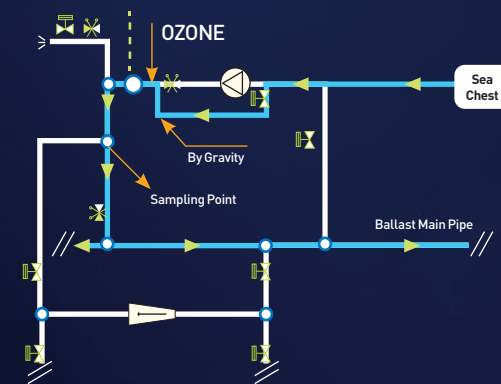 OZONE
Sea
Chest
By Gravity
Sampling Point
Ballast Main Pipe